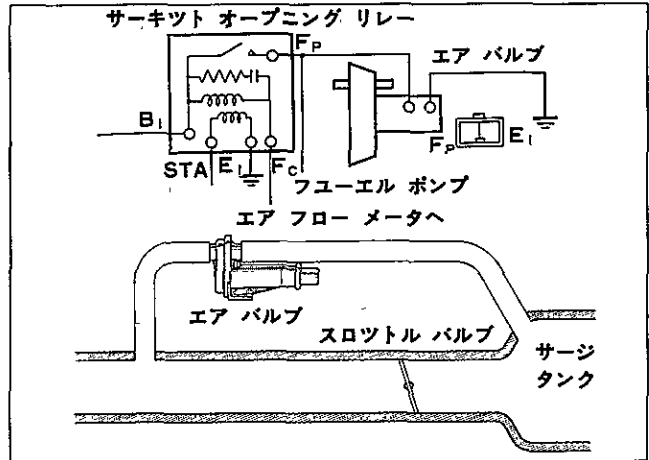 サーキツト オープニング リレー
FP
エア バルブ
B1
FP
E1
STA
E1
FC
フユーエル ポンプ
エア フロー メータへ
エア バルブ
スロツトル バルブ
サージ
タンク